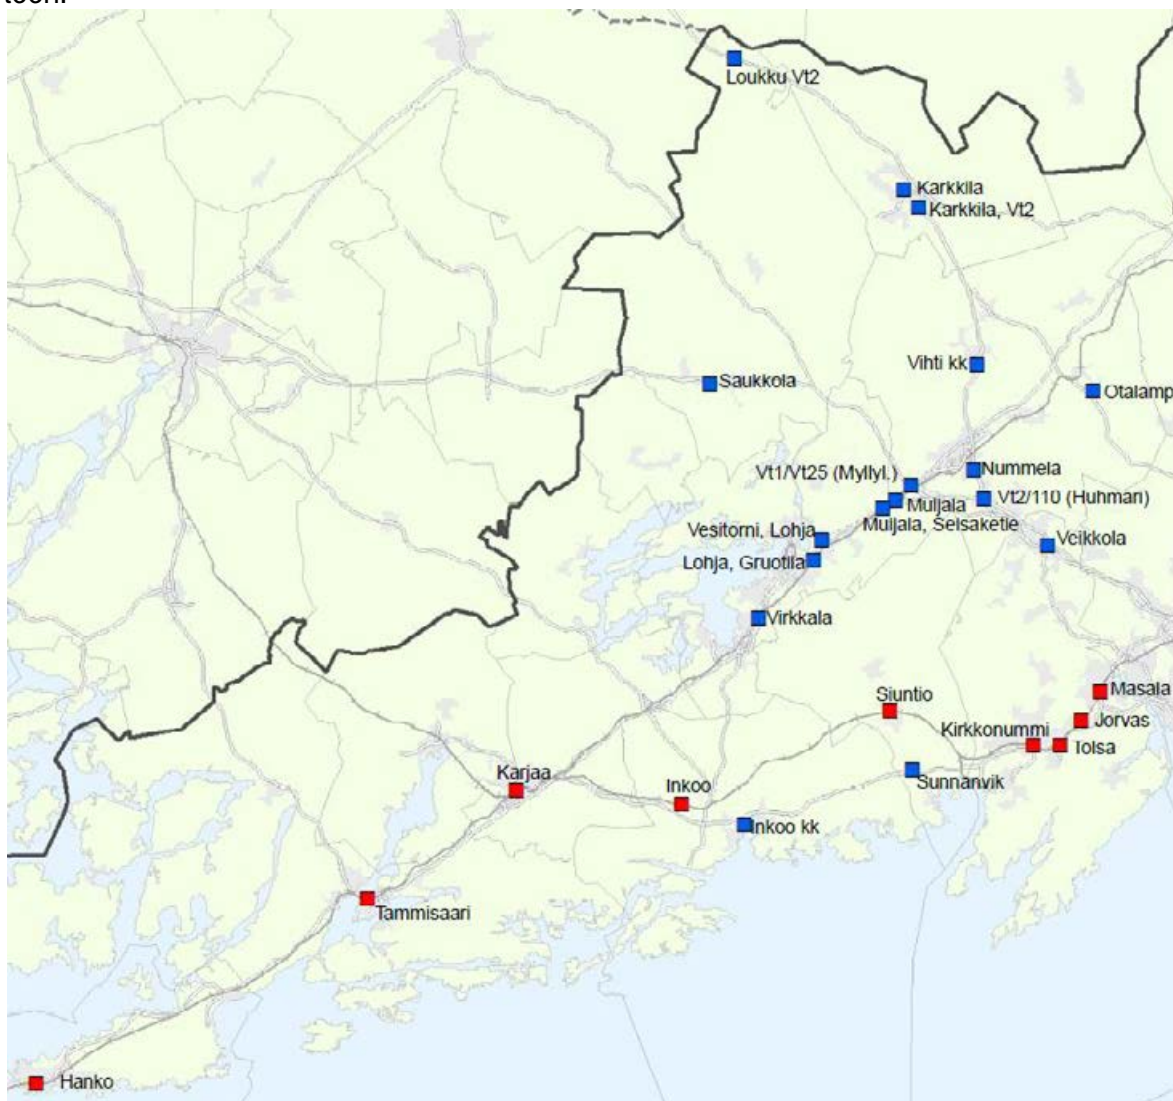 Loukku Vt2
Karkkila
Karkkila, Vt2
Vihti kk
Saukkola
Otalamp
Nummela
Vt1/Vt25 (Myllyl.)
Vt2/110 (Huhmari)
Muijala
Muijala, Seisaketie
Vesitorni, Lohja
Veikkola
Lohja, Gruotila
Virkkala
Masala
Siuntio
Jorvas
Kirkkonummi
Tolsa
Karjaa
Sunnanvik
Inkoo
Inkoo kk
Tammisaari
Hanko